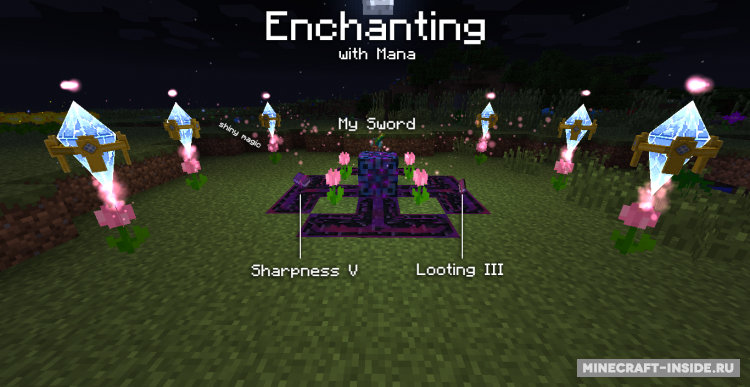 Enchanting
with Mana
shiny magic
My Sword
Sharpness V
Looting III
MINECRAFT-INSIDE.RU